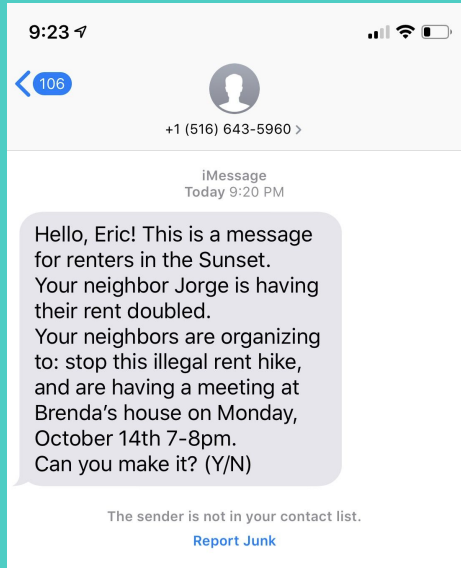 9:23
106
+1 (516) 643-5960 >
iMessage
Today 9:20 PM
Hello, Eric! This is a message
for renters in the Sunset.
Your neighbor Jorge is having
their rent doubled.
Your neighbors are organizing
to: stop this illegal rent hike,
and are having a meeting at
Brenda’s house on Monday,
October 14th 7-8pm.
Can you make it? (Y/N)
The sender is not in your contact list.
Report Junk